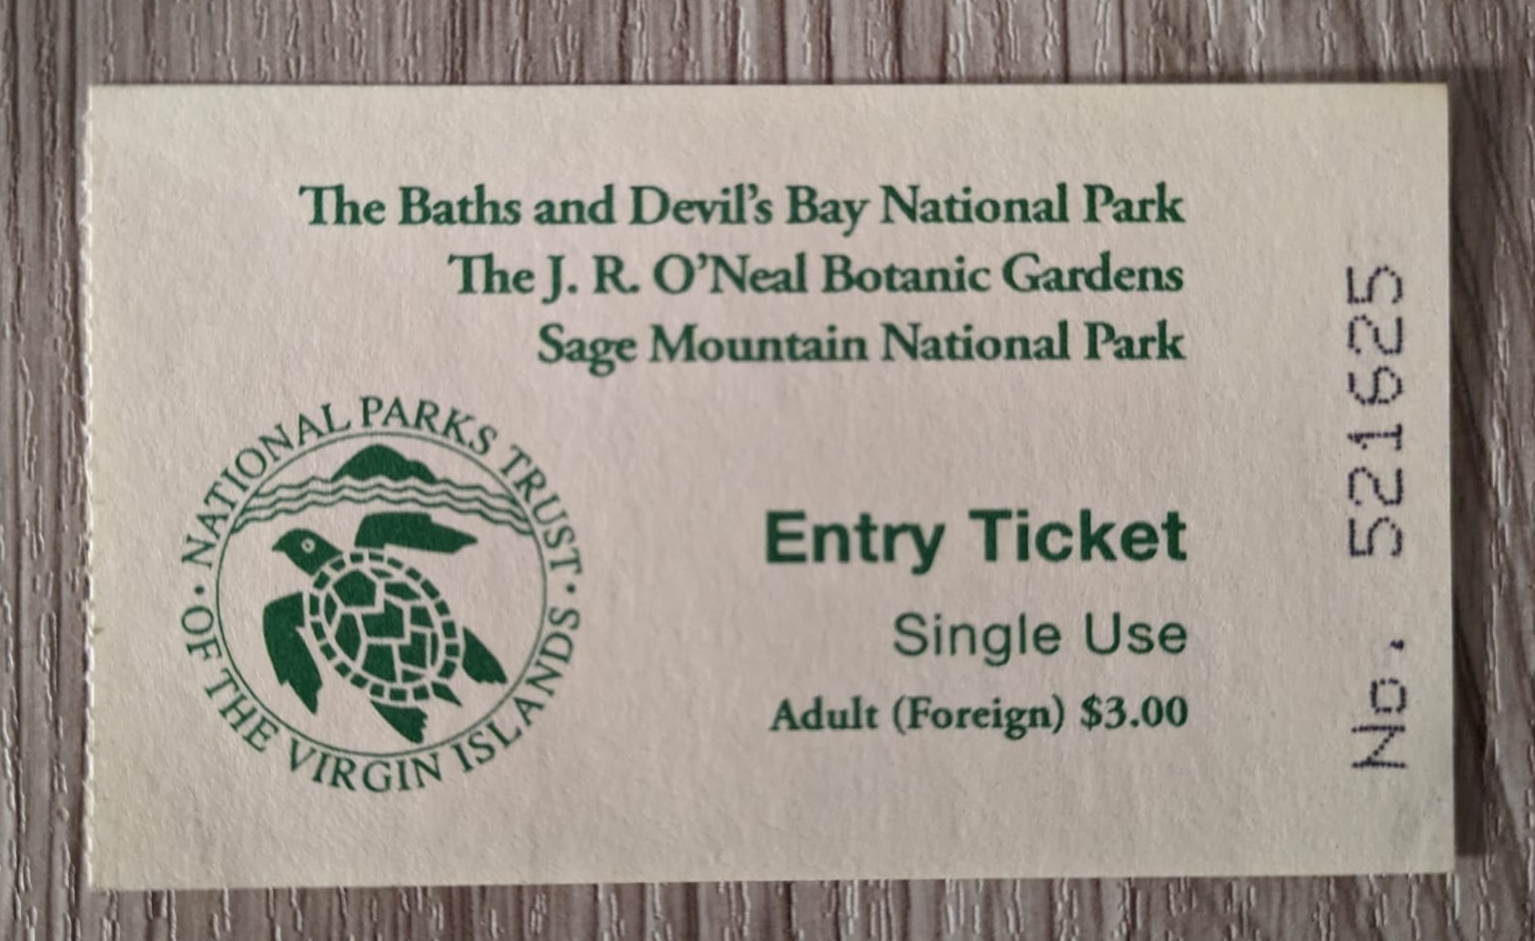 The Baths and Devil's Bay National Park
The J. R. O'Neal Botanic Gardens
Sage Mountain National Park
· NATIONAL PARKS TRUST ·
OF THE VIRGIN ISLANDS
Entry Ticket
Single Use
Adult (Foreign) $3.00
No. 521625